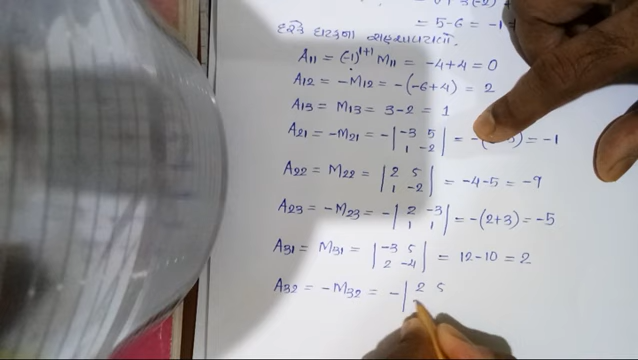 = 5-6 = -1
દરેક ઘટકના સહઅવયવો.
A₁₁ = (-1)¹⁺¹ M₁₁ = -4+4 = 0
A₁₂ = -M₁₂ = -(-6+4) = 2
A₁₃ = M₁₃ = 3-2 = 1
A₂₁ = -M₂₁ = -| -3 5 | = -( ) = -1
1 -2
A₂₂ = M₂₂ = | 2 5 | = -4-5 = -9
1 -2
A₂₃ = -M₂₃ = -| 2 -3 | = -(2+3) = -5
1 1
A₃₁ = M₃₁ = | -3 5 | = 12-10 = 2
2 -4
A₃₂ = -M₃₂ = -| 2 5